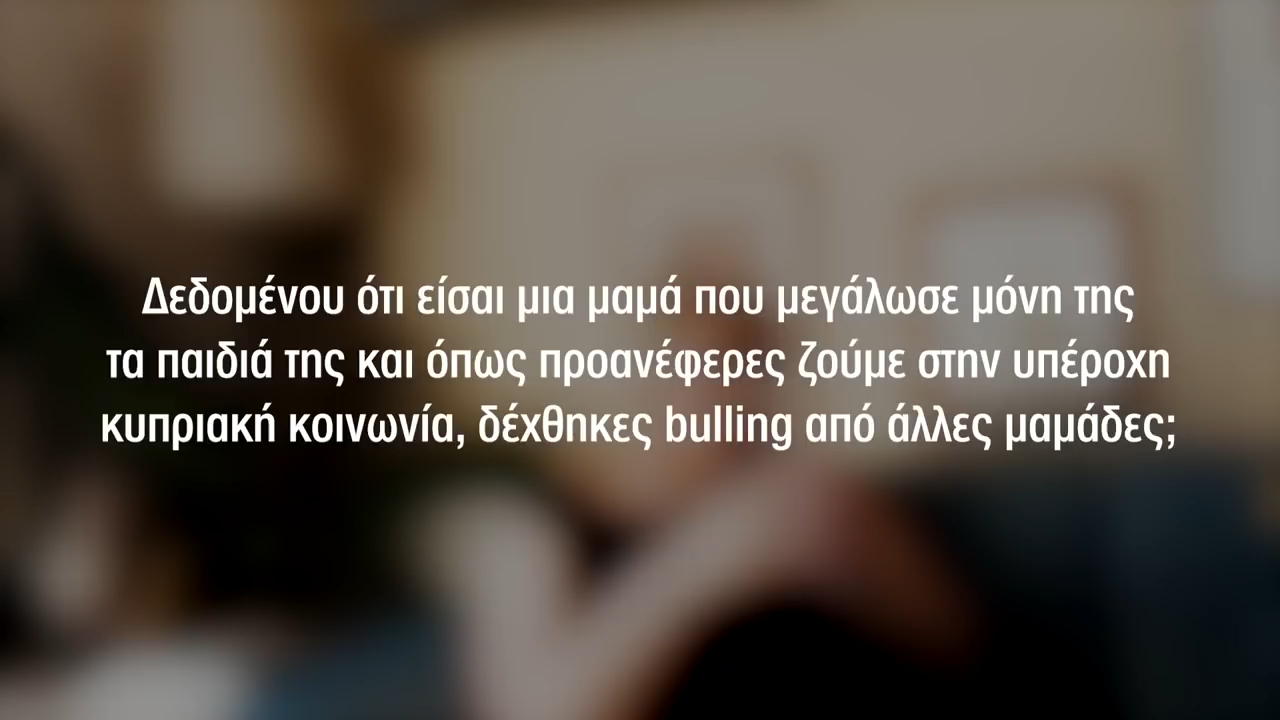 Δεδομένου ότι είσαι μια μαμά που μεγάλωσε μόνη της
τα παιδιά της και όπως προανέφερες ζούμε στην υπέροχη
κυπριακή κοινωνία, δέχθηκες bulling από άλλες μαμάδες;